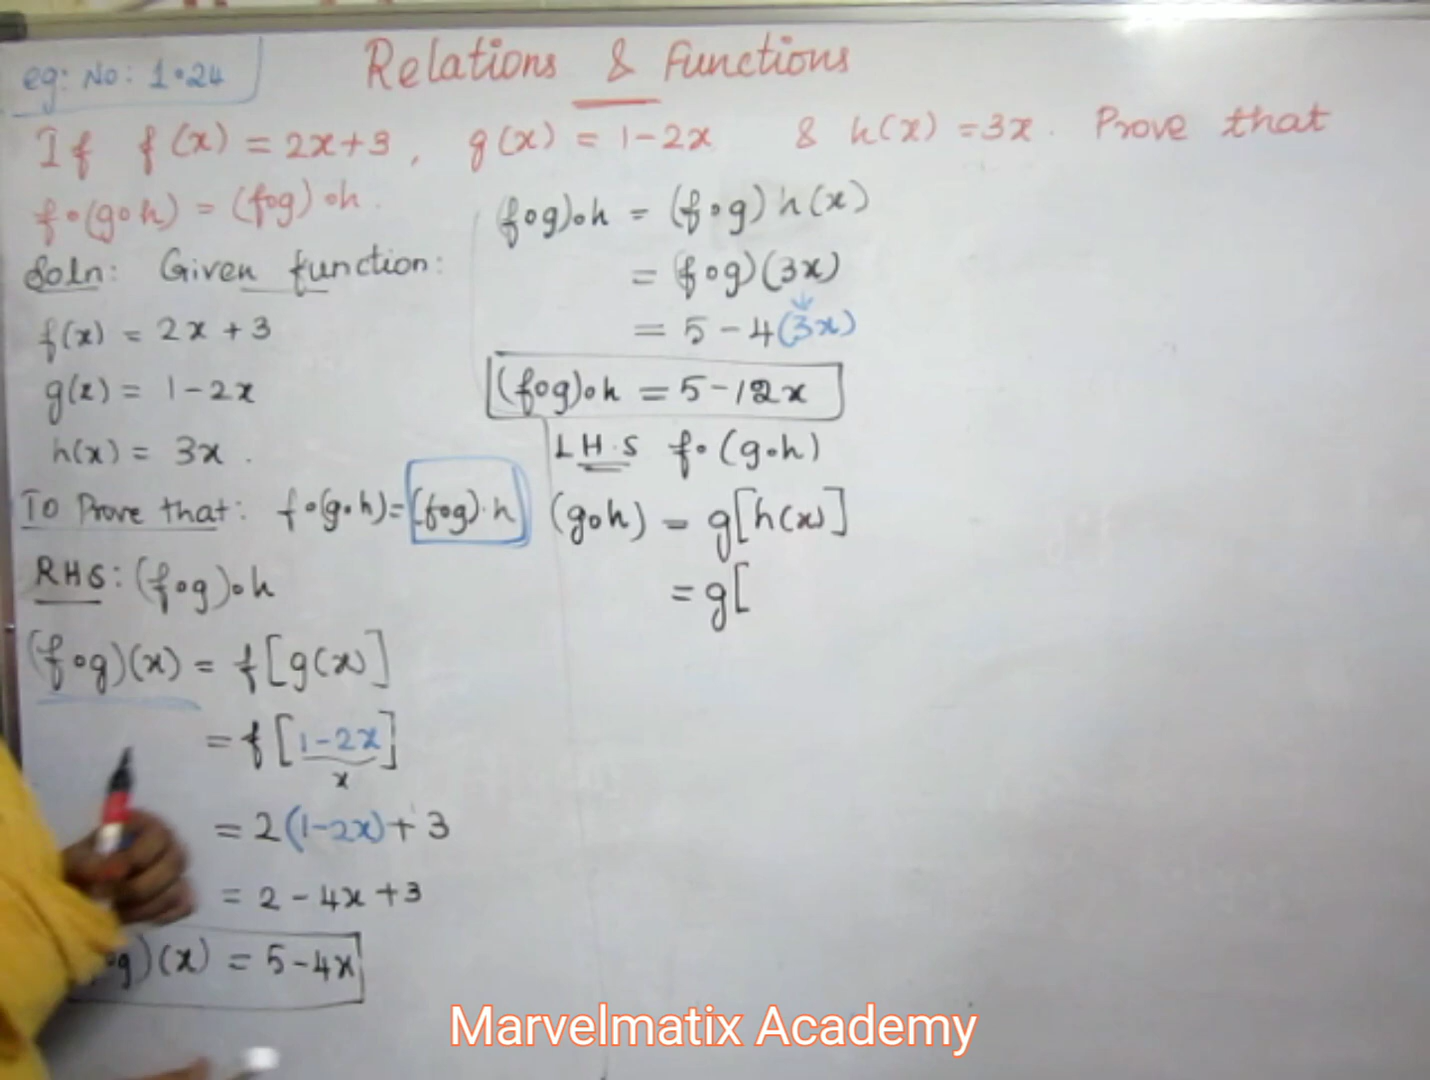 eg: No: 1.24
Relations & Functions
If f(x) = 2x+3, g(x) = 1-2x & h(x) = 3x. Prove that
f∘(g∘h) = (f∘g)∘h.
Soln: Given function:
f(x) = 2x + 3
g(x) = 1-2x
h(x) = 3x.
To Prove that: f∘(g∘h) = (f∘g)∘h
RHS: (f∘g)∘h
(f∘g)(x) = f[g(x)]
= f[1-2x]
x
= 2(1-2x)+3
= 2-4x+3
g)(x) = 5-4x
(f∘g)∘h = (f∘g) h(x)
= (f∘g)(3x)
= 5-4(3x)
(f∘g)∘h = 5-12x
L.H.S f∘(g∘h)
(g∘h) = g[h(x)]
= g[
Marvelmatix Academy